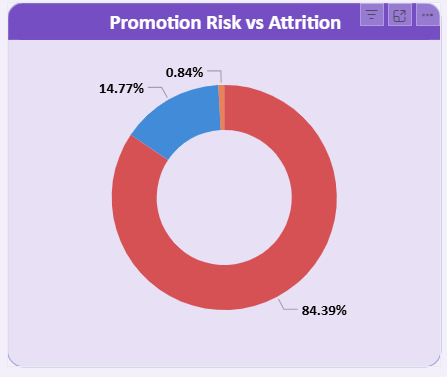 Promotion Risk vs Attrition
0.84%
14.77%
84.39%